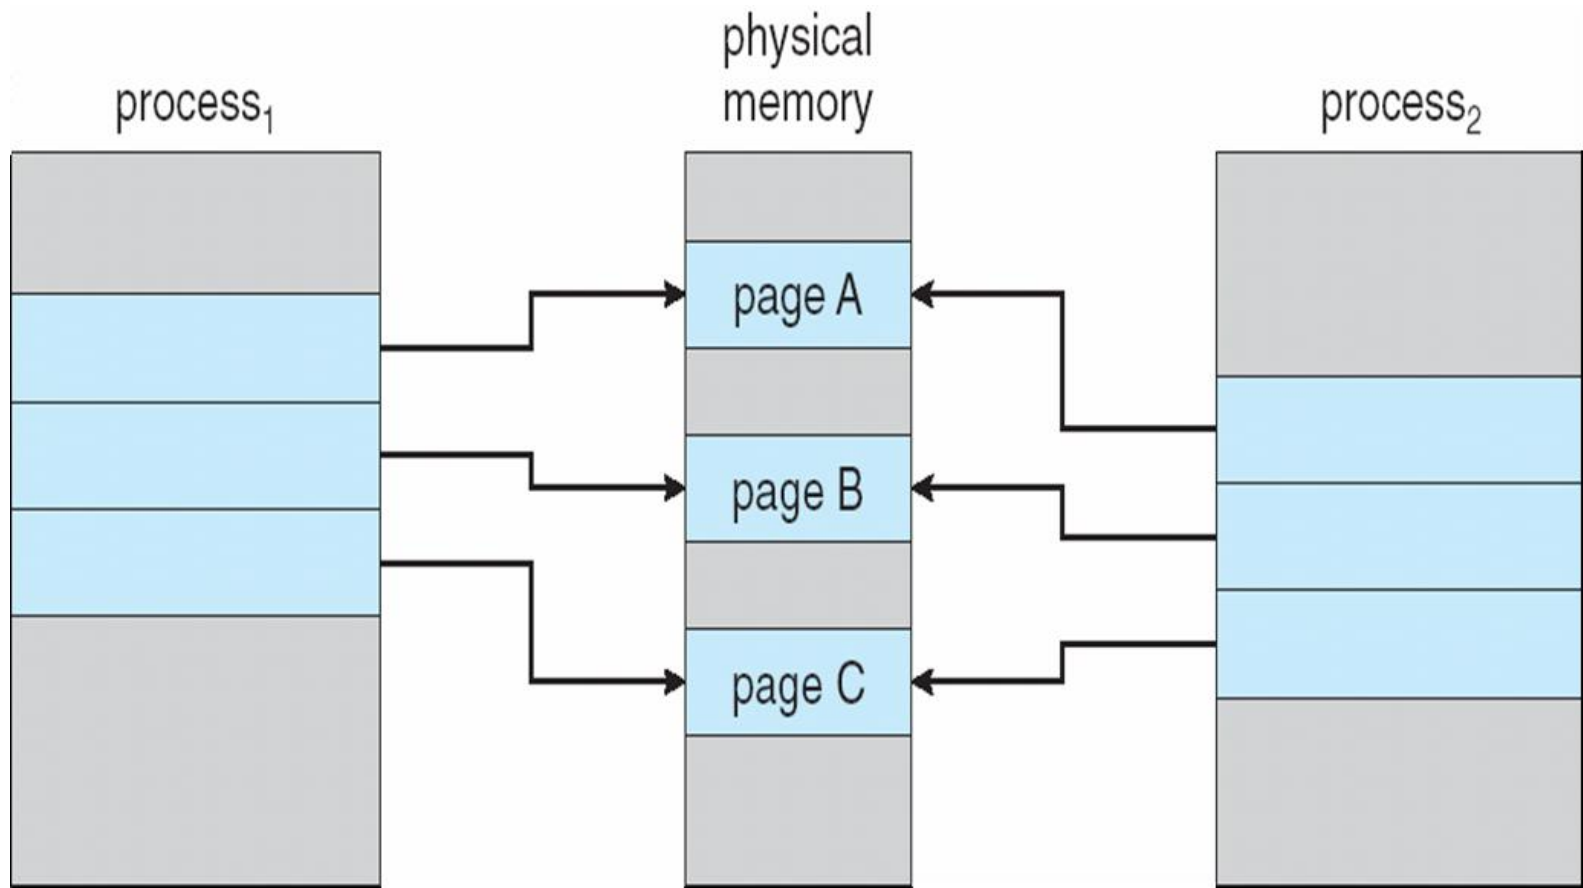 process₁
physical
memory
process₂
page A
page B
page C